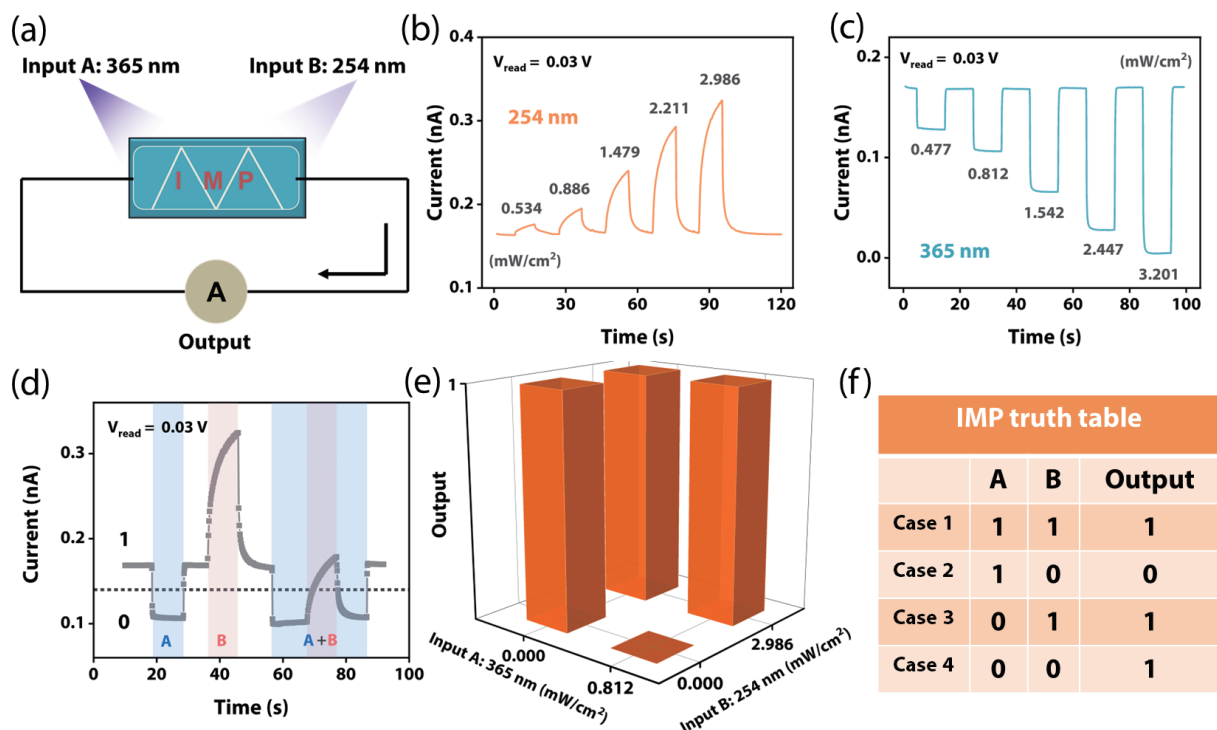 (a)
Input A: 365 nm
Input B: 254 nm
I M P
A
Output
(b)
V_read = 0.03 V
254 nm
0.534
0.886
1.479
2.211
2.986
(mW/cm²)
0.4
0.3
0.2
0.1
Current (nA)
0 30 60 90 120
Time (s)
(c)
V_read = 0.03 V
(mW/cm²)
0.477
0.812
1.542
2.447
3.201
365 nm
0.2
0.1
0.0
Current (nA)
0 20 40 60 80 100
Time (s)
(d)
V_read = 0.03 V
0.3
0.2
0.1
Current (nA)
1
0
A
B
A+B
0 20 40 60 80 100
Time (s)
(e)
1
Output
0.000
0.812
Input A: 365 nm (mW/cm²)
0.000
2.986
Input B: 254 nm (mW/cm²)
(f)
IMP truth table
A B Output
Case 1 1 1 1
Case 2 1 0 0
Case 3 0 1 1
Case 4 0 0 1